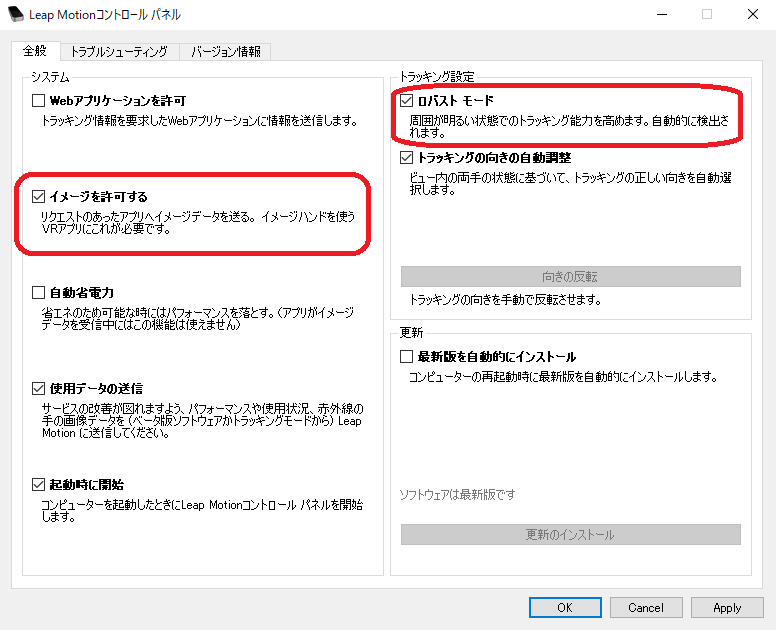 Leap Motionコントロール パネル
全般
トラブルシューティング
バージョン情報
システム
Webアプリケーションを許可
トラッキング情報を要求したWebアプリケーションに情報を送信します。
イメージを許可する
リクエストのあったアプリへイメージデータを送る。イメージハンドを使う
VRアプリにこれが必要です。
自動省電力
省エネのため可能な時にはパフォーマンスを落とす。（アプリがイメージ
データを受信中にはこの機能は使えません）
使用データの送信
サービスの改善が図れますよう、パフォーマンスや使用状況、赤外線の
手の画像データを（ベータ版ソフトウェアかトラッキングモードから) Leap
Motion に送信してください。
起動時に開始
コンピューターを起動したときにLeap Motionコントロール パネルを開始
します。
トラッキング設定
ロバスト モード
周囲が明るい状態でのトラッキング能力を高めます。自動的に検出さ
れます。
トラッキングの向きの自動調整
ビュー内の両手の状態に基づいて、トラッキングの正しい向きを自動選
択します。
向きの反転
トラッキングの向きを手動で反転させます。
更新
最新版を自動的にインストール
コンピューターの再起動時に最新版を自動的にインストールします。
ソフトウェアは最新版です
更新のインストール
OK
Cancel
Apply